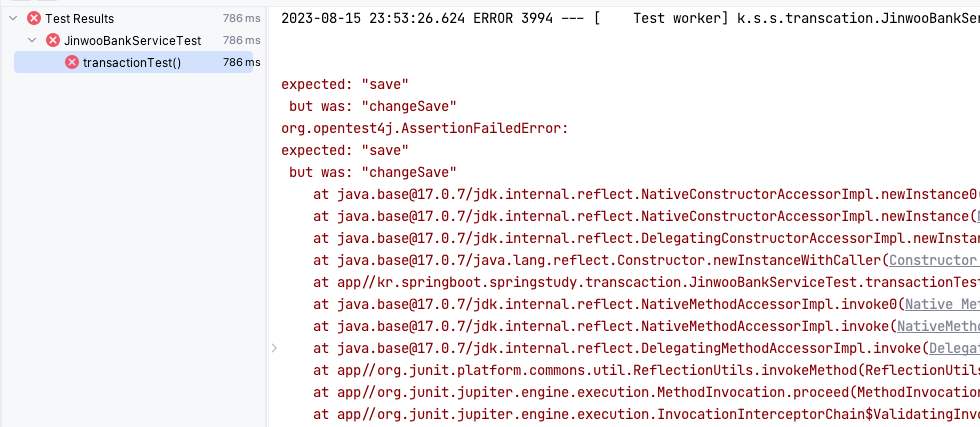 Test Results 786 ms
JinwooBankServiceTest 786 ms
transactionTest() 786 ms
2023-08-15 23:53:26.624 ERROR 3994 --- [    Test worker] k.s.s.transcation.JinwooBankSer
expected: "save"
 but was: "changeSave"
org.opentest4j.AssertionFailedError:
expected: "save"
 but was: "changeSave"
at java.base@17.0.7/jdk.internal.reflect.NativeConstructorAccessorImpl.newInstance0(
at java.base@17.0.7/jdk.internal.reflect.NativeConstructorAccessorImpl.newInstance(
at java.base@17.0.7/jdk.internal.reflect.DelegatingConstructorAccessorImpl.newInstan
at java.base@17.0.7/java.lang.reflect.Constructor.newInstanceWithCaller(Constructor
at app//kr.springboot.springstudy.transcaction.JinwooBankServiceTest.transactionTest
at java.base@17.0.7/jdk.internal.reflect.NativeMethodAccessorImpl.invoke0(Native Met
at java.base@17.0.7/jdk.internal.reflect.NativeMethodAccessorImpl.invoke(NativeMetho
at java.base@17.0.7/jdk.internal.reflect.DelegatingMethodAccessorImpl.invoke(Delegat
at app//org.junit.platform.commons.util.ReflectionUtils.invokeMethod(ReflectionUtils
at app//org.junit.jupiter.engine.execution.MethodInvocation.proceed(MethodInvocation
at app//org.junit.jupiter.engine.execution.InvocationInterceptorChain$ValidatingInvo